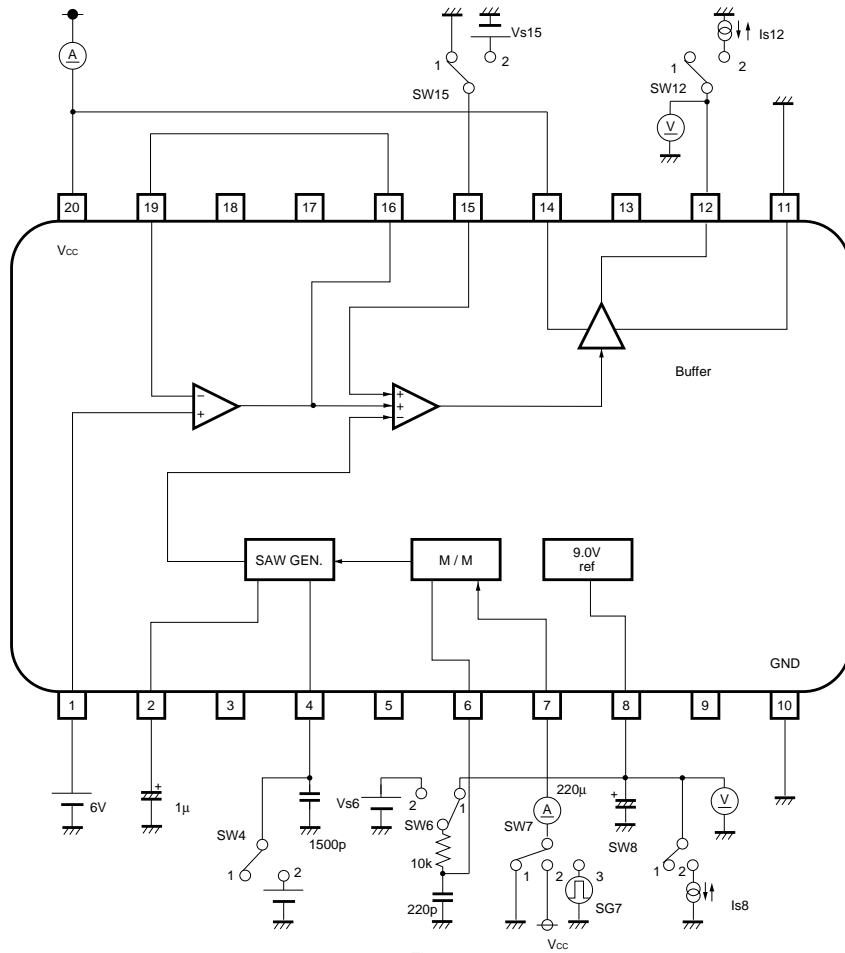 A
Vs15
1
2
SW15
Is12
1
2
SW12
V
20
19
18
17
16
15
14
13
12
11
Vcc
Buffer
−
+
+
+
−
SAW GEN.
M / M
9.0V
ref
GND
1
2
3
4
5
6
7
8
9
10
6V
+
1μ
SW4
1
2
1500p
Vs6
2
1
SW6
10k
220p
220μ
A
SW7
1
2
3
SG7
Vcc
+
SW8
1
2
V
Is8